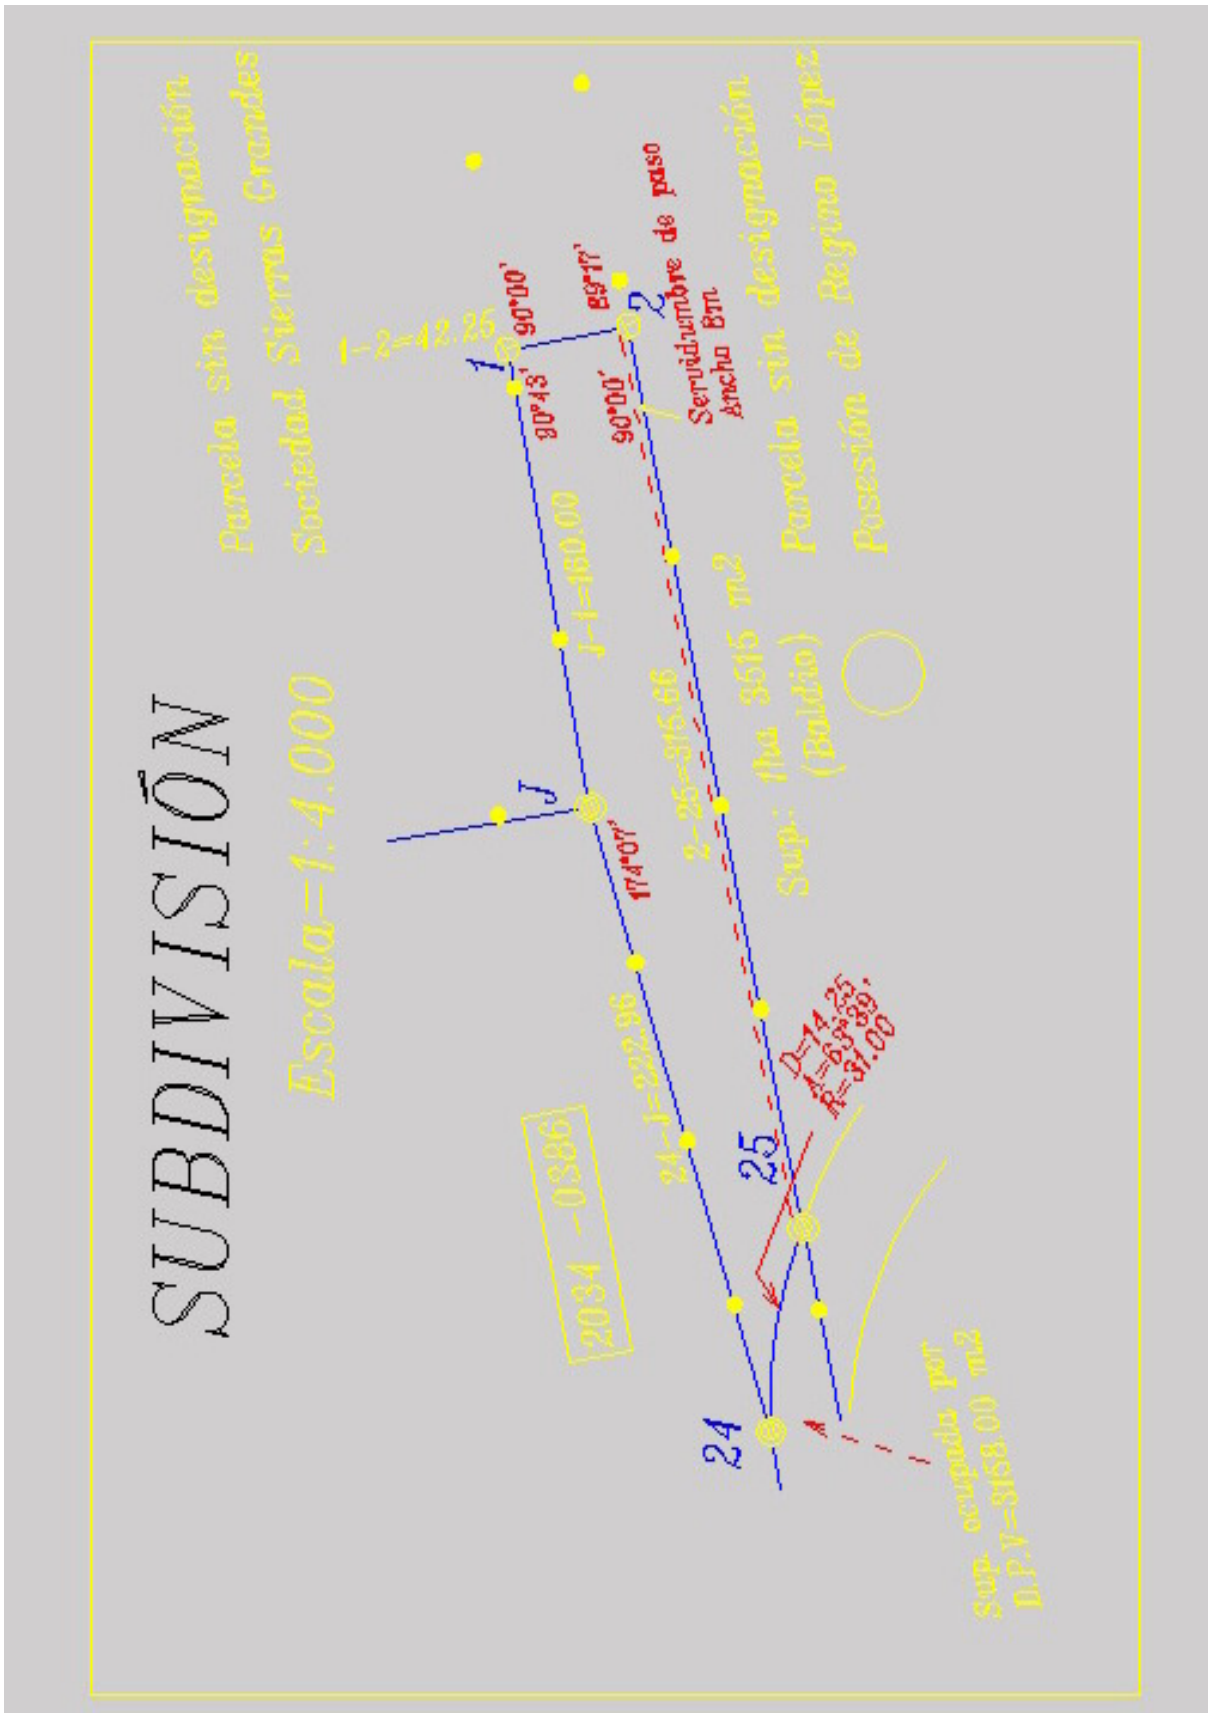 SUBDIVISIÓN
Escala=1:4.000
Parcela sin designación
Sociedad Sierras Grandes
1-2=42.25
1
90°00'
90°43'
89°17'
2
90°00'
Servidumbre de paso
Ancho 8m
Parcela sin designación
Posesión de Regino López
J-1=160.00
J
174°07'
2-25=315.66
Sup.: 1ha 3515 m2
(Baldio)
24-J=222.96
2034 -0386
25
D=14.25
A=63°39'
R=31.00
24
Sup. ocupada por
D.P.V=3158.00 m2